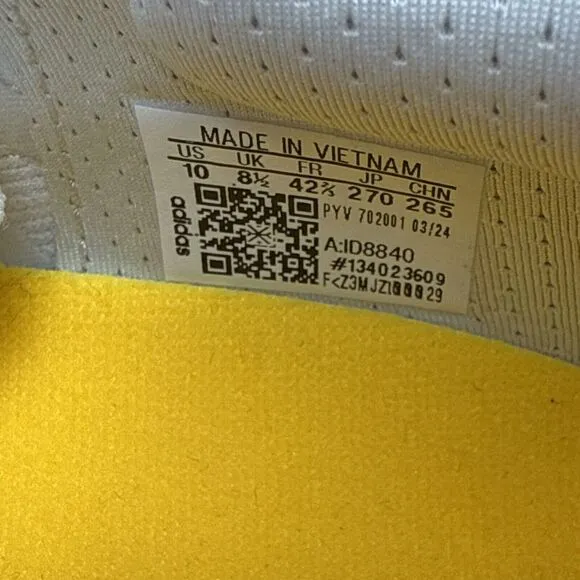 MADE IN VIETNAM
US UK FR JP CHN
10 8½ 42⅔ 270 265
adidas
PYV 702001 03/24
A:ID8840
#134023609